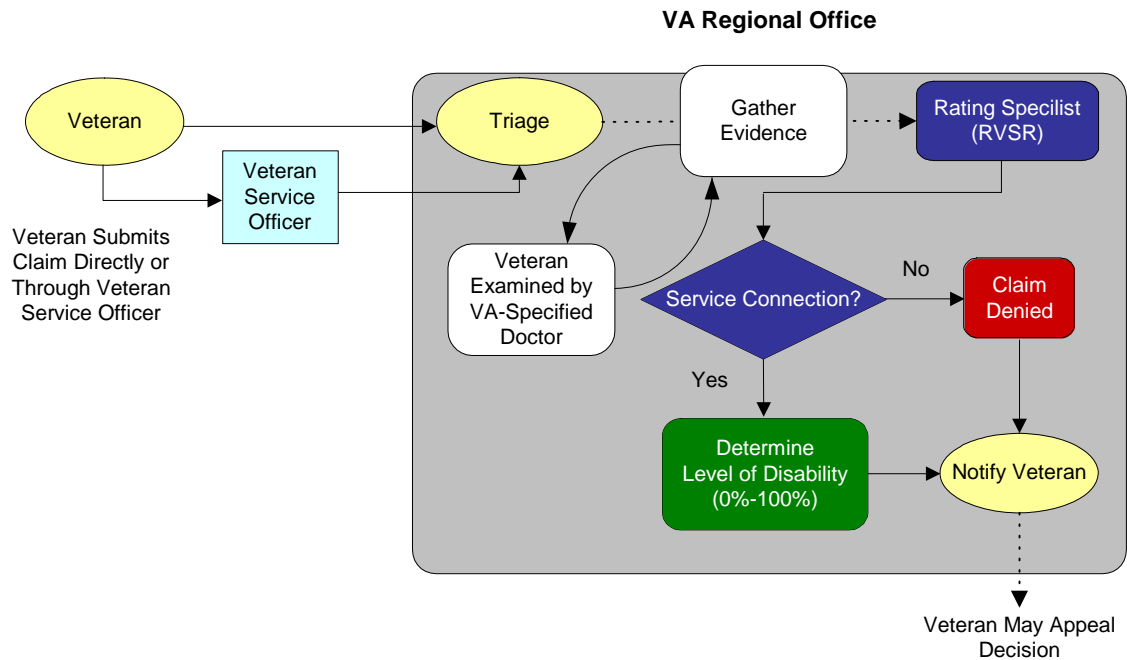 VA Regional Office
Veteran
Triage
Gather
Evidence
Rating Specilist
(RVSR)
Veteran
Service
Officer
Veteran Submits
Claim Directly or
Through Veteran
Service Officer
Veteran
Examined by
VA-Specified
Doctor
Service Connection?
No
Claim
Denied
Yes
Determine
Level of Disability
(0%-100%)
Notify Veteran
Veteran May Appeal
Decision